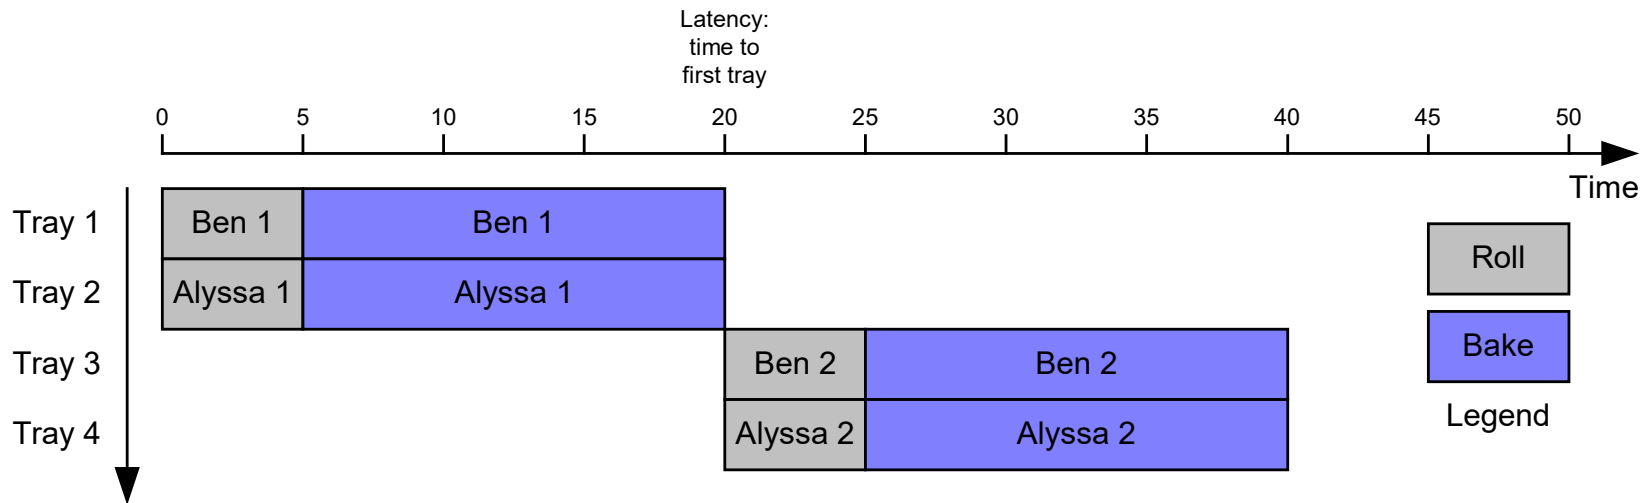 Latency:
time to
first tray
0 5 10 15 20 25 30 35 40 45 50
Time
Tray 1 Ben 1 Ben 1
Roll
Tray 2 Alyssa 1 Alyssa 1
Bake
Tray 3 Ben 2 Ben 2
Legend
Tray 4 Alyssa 2 Alyssa 2